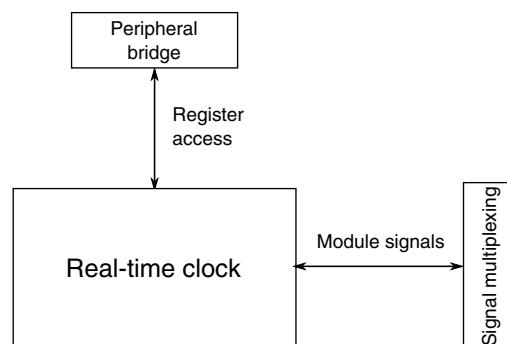 Peripheral
bridge
Register
access
Real-time clock
Module signals
Signal multiplexing